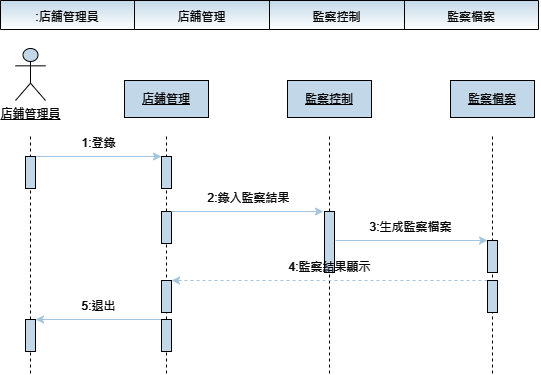 :店舖管理員
店舖管理
監察控制
監察檔案
店鋪管理員
店鋪管理
監察控制
監察檔案
1:登錄
2:錄入監察結果
3:生成監察檔案
4:監察結果顯示
5:退出